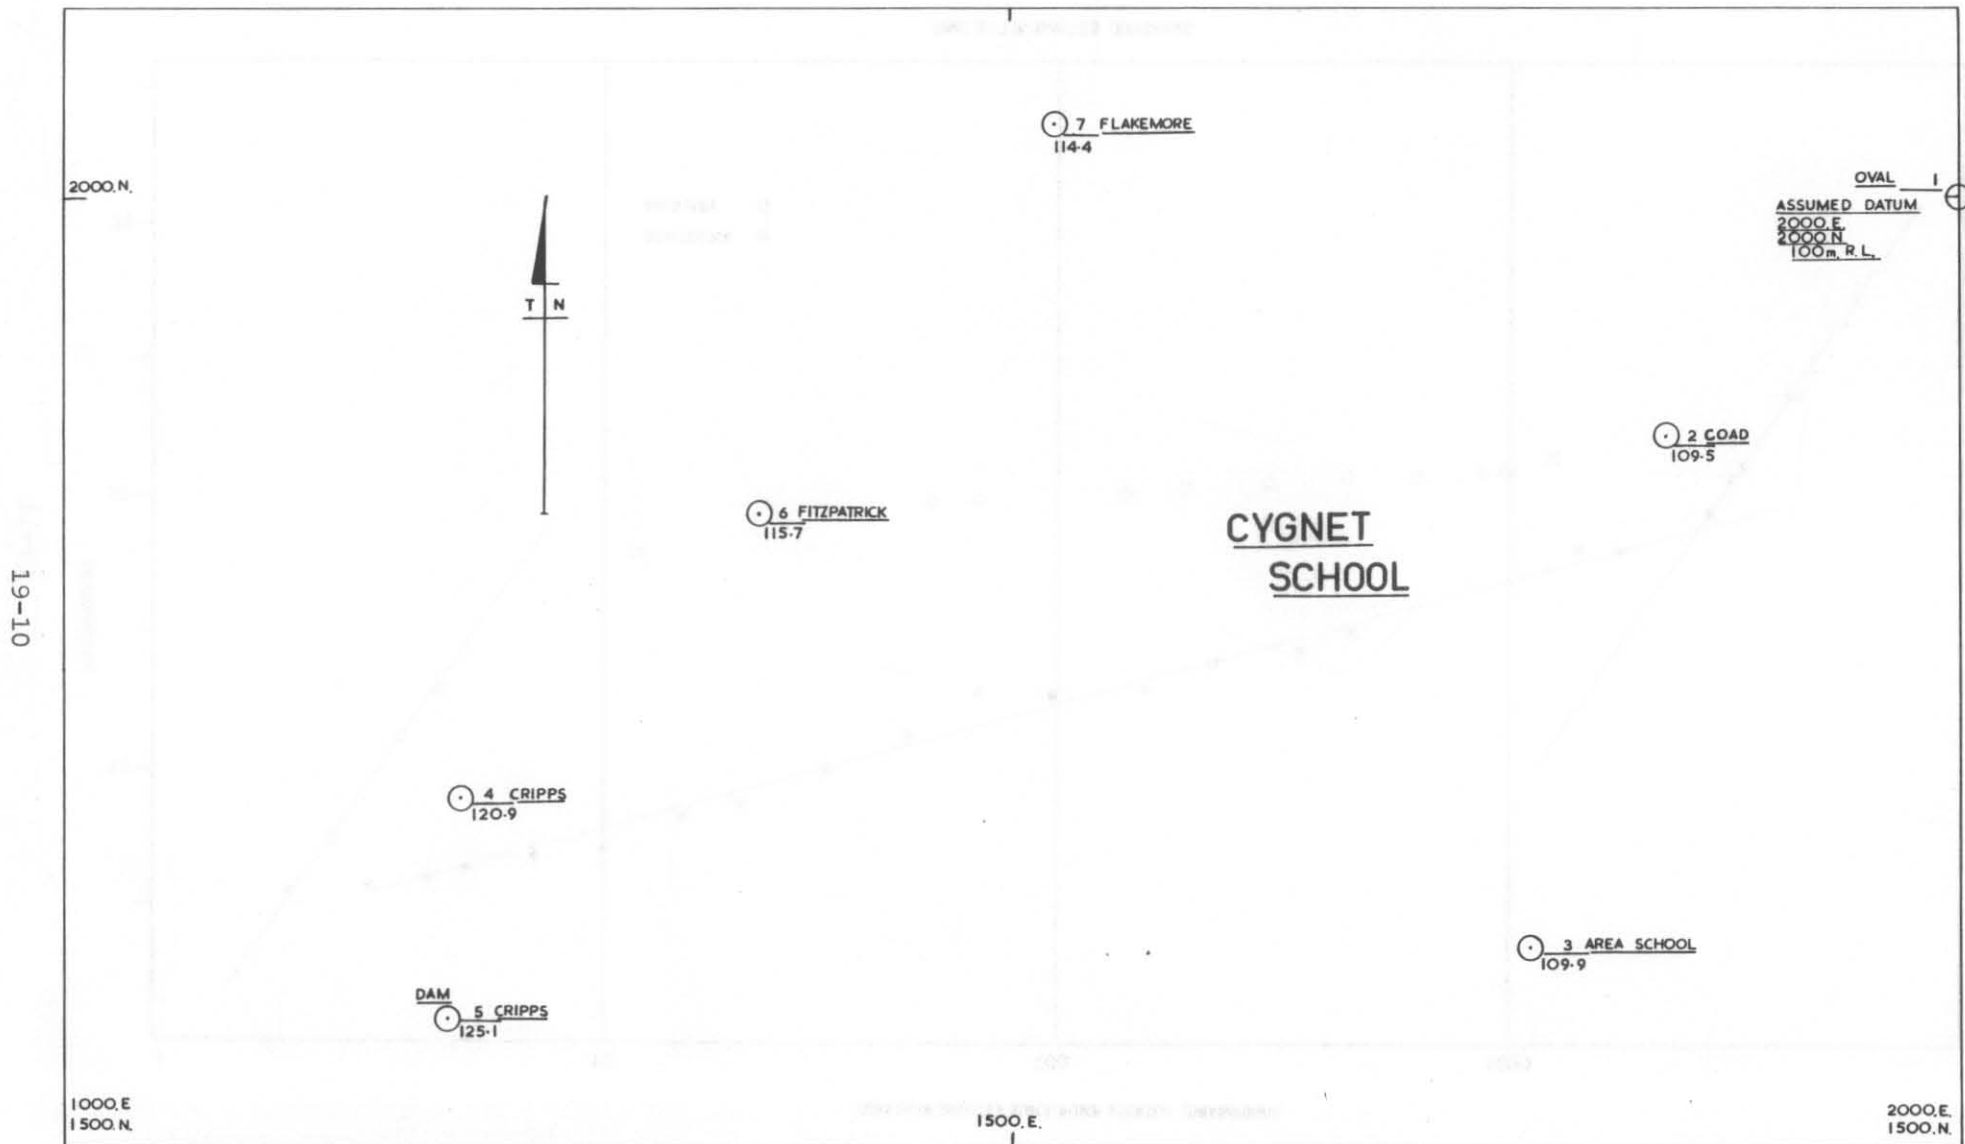 7 FLAKEMORE
114·4
2000.N.
OVAL 1
ASSUMED DATUM
2000.E.
2000.N.
100m. R.L.
T N
2 COAD
109·5
6 FITZPATRICK
115·7
CYGNET
SCHOOL
19-10
4 CRIPPS
120·9
3 AREA SCHOOL
109·9
DAM
5 CRIPPS
125·1
1000.E
1500.N.
1500.E.
2000.E.
1500.N.